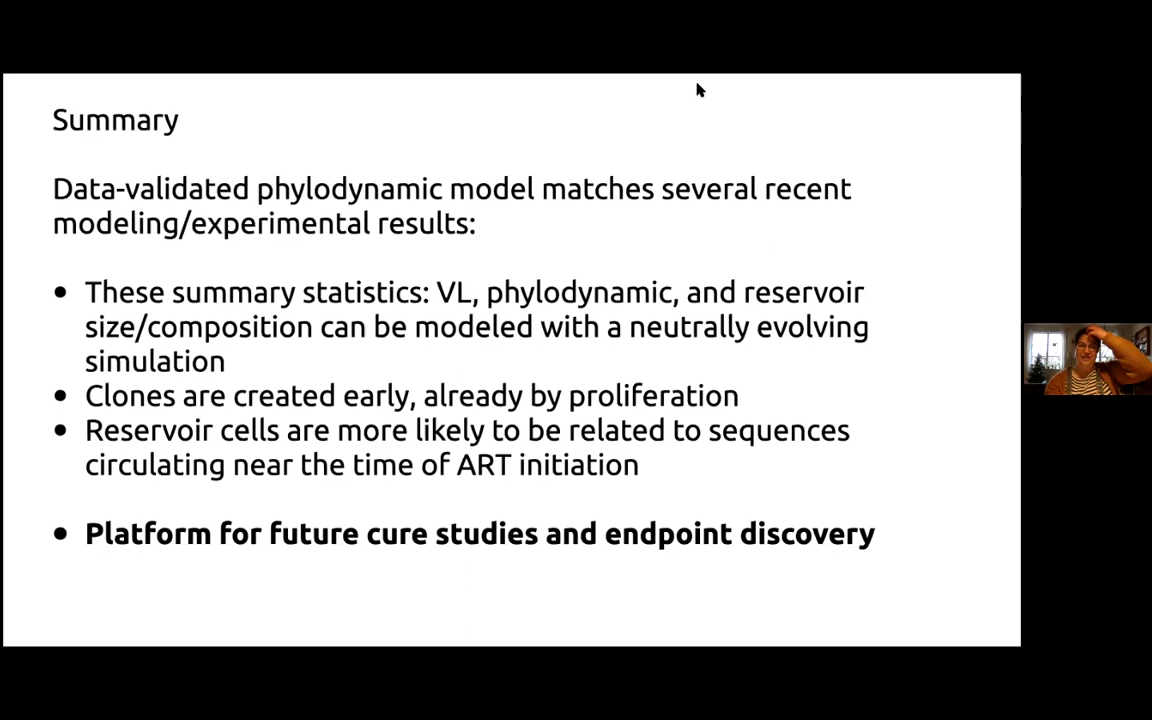 Summary
Data-validated phylodynamic model matches several recent
modeling/experimental results:
• These summary statistics: VL, phylodynamic, and reservoir
size/composition can be modeled with a neutrally evolving
simulation
• Clones are created early, already by proliferation
• Reservoir cells are more likely to be related to sequences
circulating near the time of ART initiation
• Platform for future cure studies and endpoint discovery